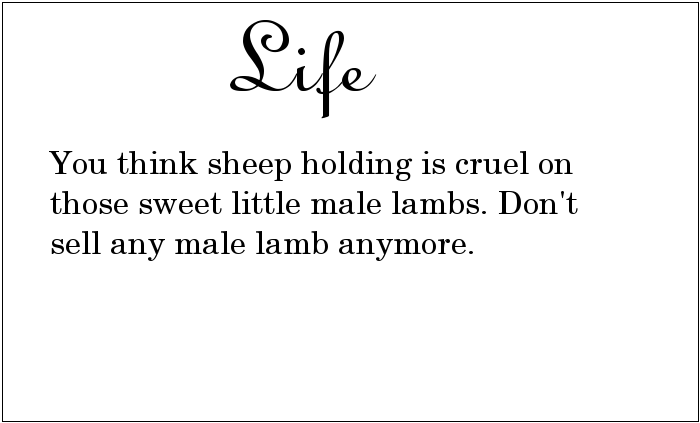 Life
You think sheep holding is cruel on
those sweet little male lambs. Don't
sell any male lamb anymore.